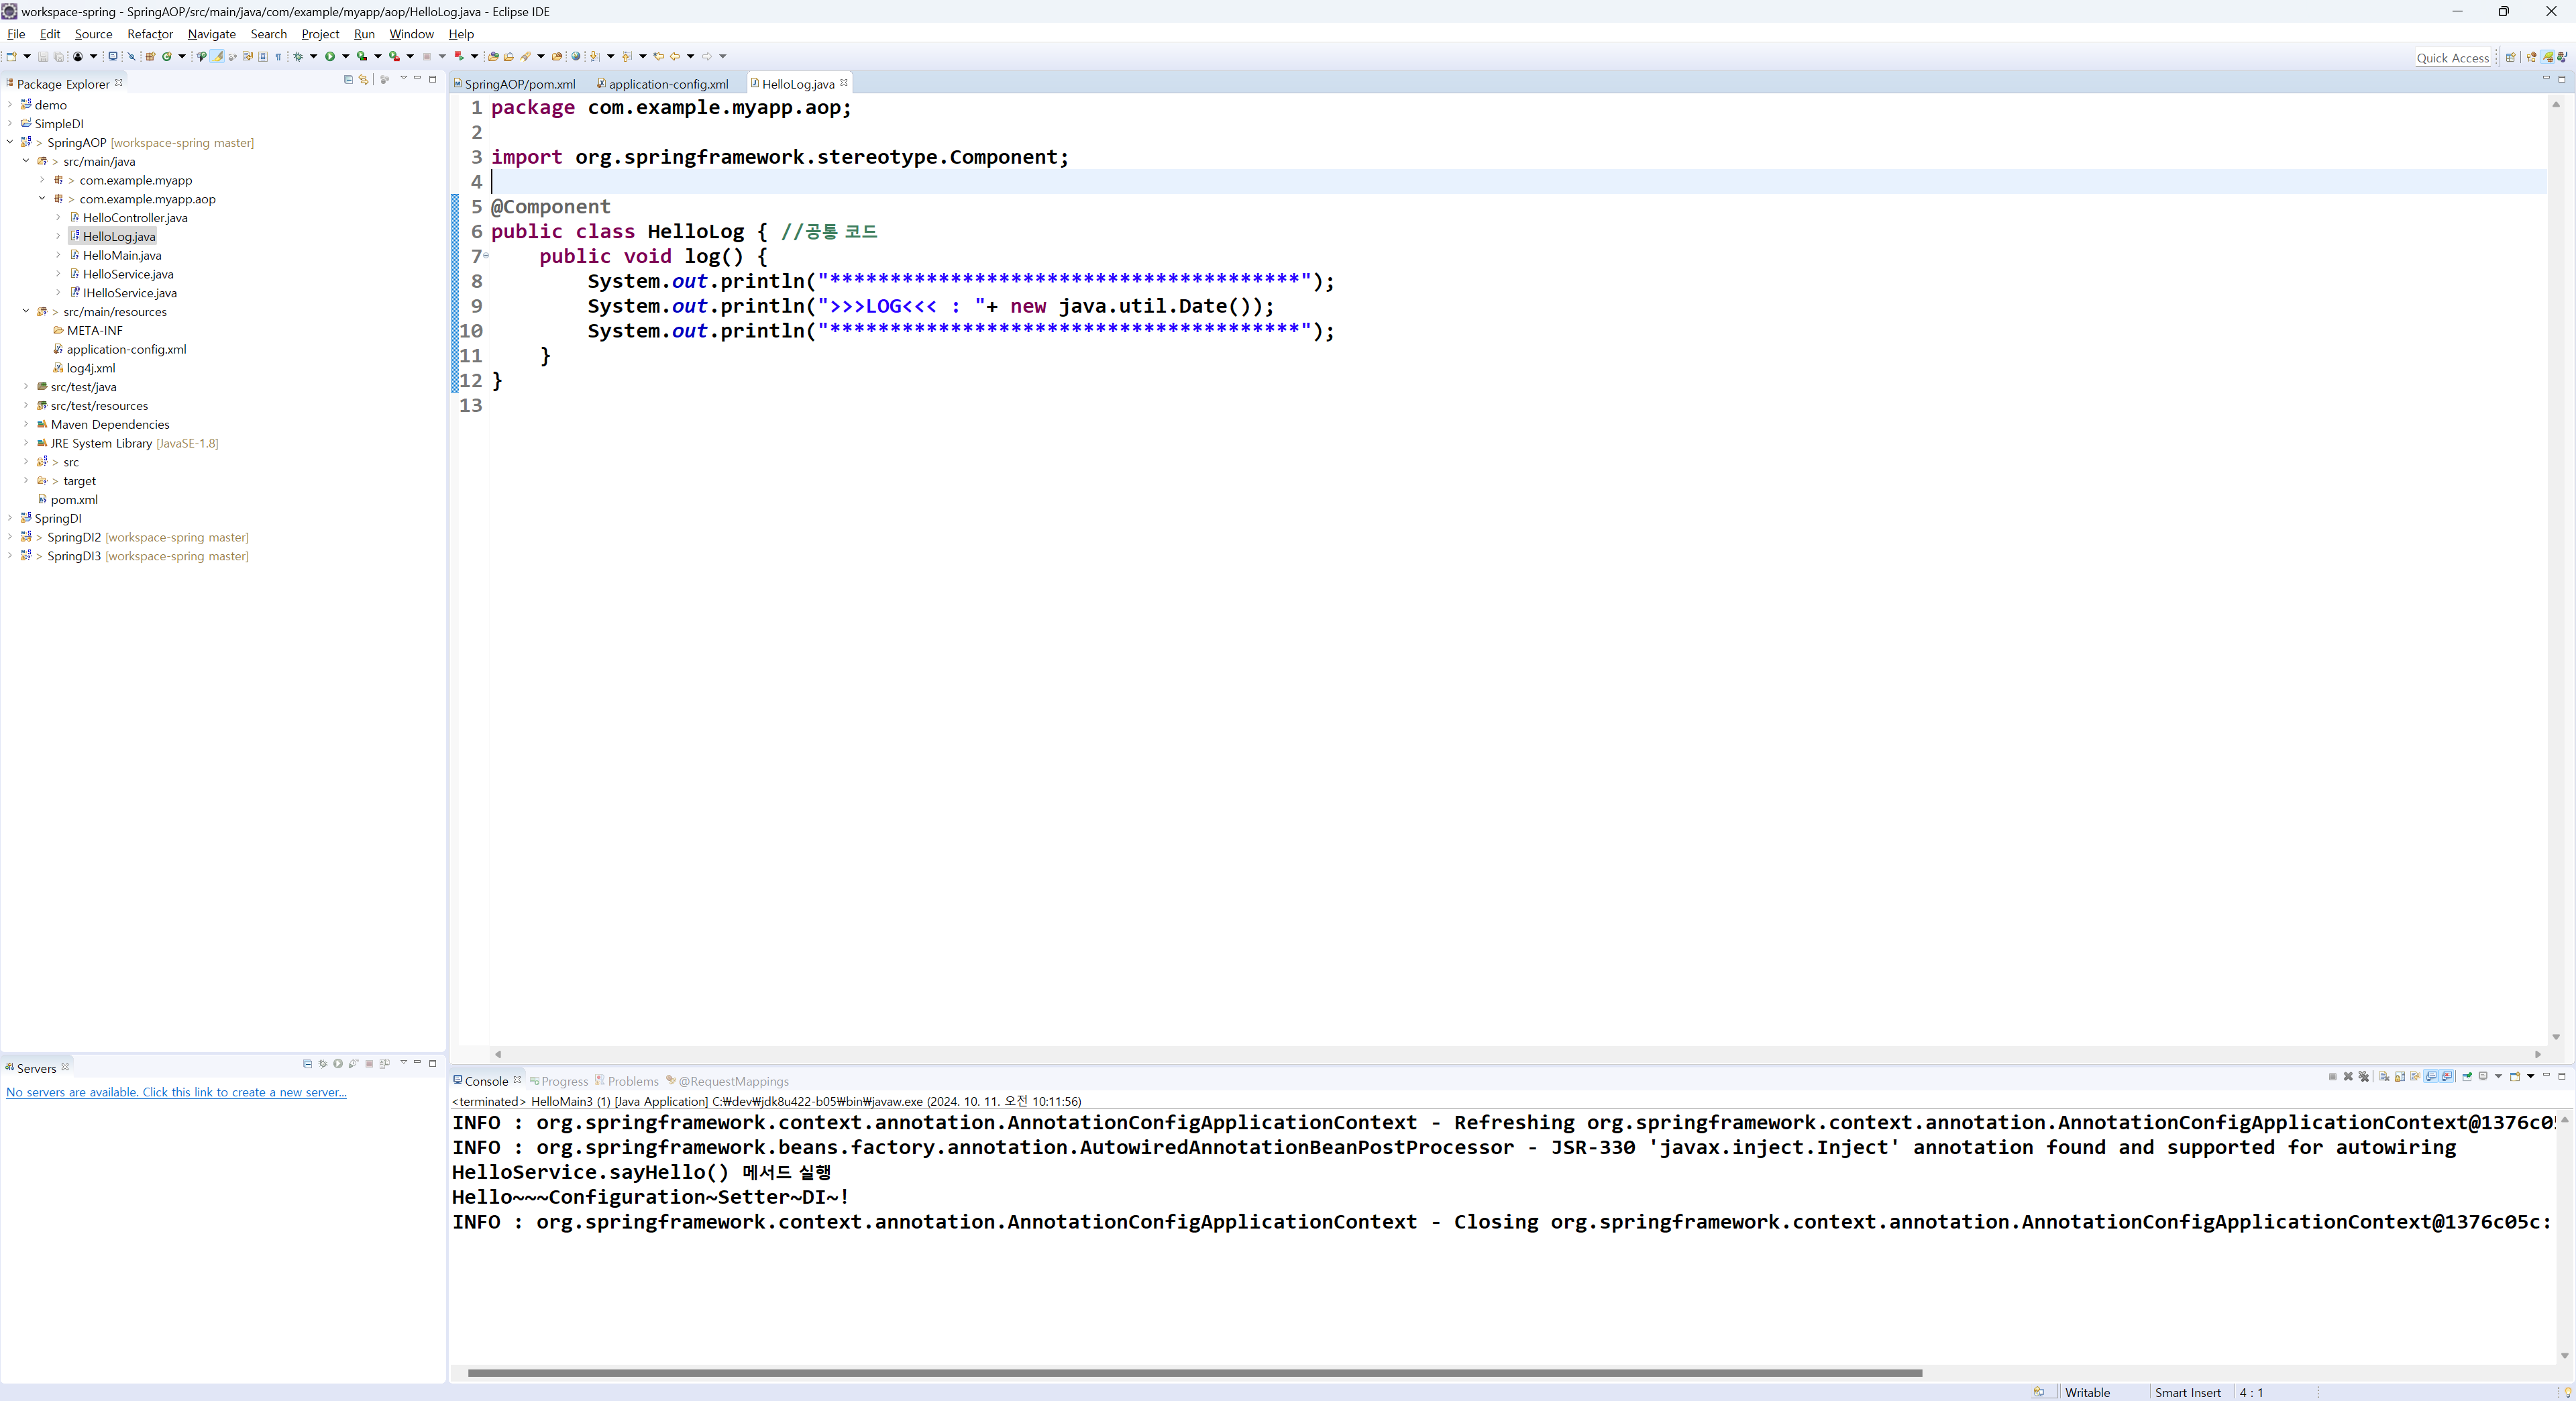 workspace-spring - SpringAOP/src/main/java/com/example/myapp/aop/HelloLog.java - Eclipse IDE
File Edit Source Refactor Navigate Search Project Run Window Help
Quick Access
Package Explorer
demo
SimpleDI
> SpringAOP [workspace-spring master]
> src/main/java
> com.example.myapp
> com.example.myapp.aop
HelloController.java
HelloLog.java
HelloMain.java
HelloService.java
IHelloService.java
> src/main/resources
META-INF
application-config.xml
log4j.xml
src/test/java
src/test/resources
Maven Dependencies
JRE System Library [JavaSE-1.8]
> src
> target
pom.xml
SpringDI
> SpringDI2 [workspace-spring master]
> SpringDI3 [workspace-spring master]
SpringAOP/pom.xml application-config.xml HelloLog.java
1 package com.example.myapp.aop;
2
3 import org.springframework.stereotype.Component;
4
5 @Component
6 public class HelloLog { //공통 코드
7 public void log() {
8 System.out.println("***************************************");
9 System.out.println(">>>LOG<<< : "+ new java.util.Date());
10 System.out.println("***************************************");
11 }
12 }
13
Servers
No servers are available. Click this link to create a new server...
Console Progress Problems @RequestMappings
<terminated> HelloMain3 (1) [Java Application] C:₩dev₩jdk8u422-b05₩bin₩javaw.exe (2024. 10. 11. 오전 10:11:56)
INFO : org.springframework.context.annotation.AnnotationConfigApplicationContext - Refreshing org.springframework.context.annotation.AnnotationConfigApplicationContext@1376c05
INFO : org.springframework.beans.factory.annotation.AutowiredAnnotationBeanPostProcessor - JSR-330 'javax.inject.Inject' annotation found and supported for autowiring
HelloService.sayHello() 메서드 실행
Hello~~~Configuration~Setter~DI~!
INFO : org.springframework.context.annotation.AnnotationConfigApplicationContext - Closing org.springframework.context.annotation.AnnotationConfigApplicationContext@1376c05c:
Writable Smart Insert 4 : 1